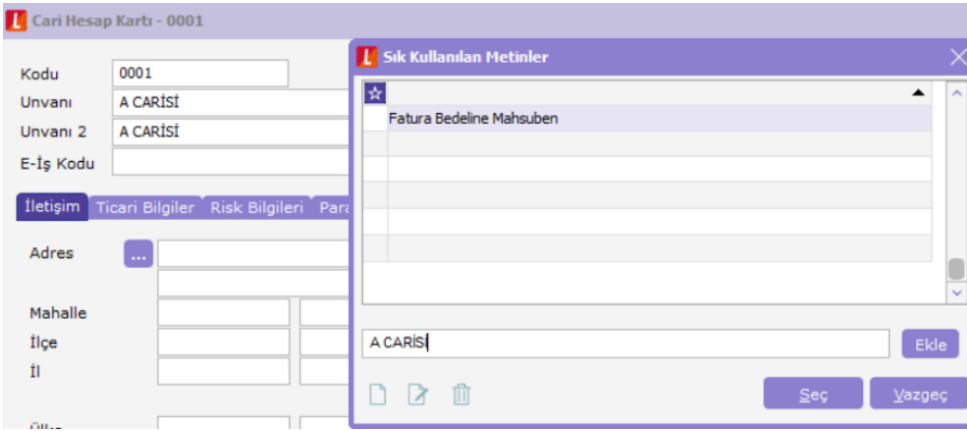 Cari Hesap Kartı - 0001
Kodu 0001
Unvanı A CARİSİ
Unvanı 2 A CARİSİ
E-İş Kodu
İletişim Ticari Bilgiler Risk Bilgileri Para
Adres ...
Mahalle
İlçe
İl
Sık Kullanılan Metinler
Fatura Bedeline Mahsuben
A CARİSİ Ekle
Seç Vazgeç